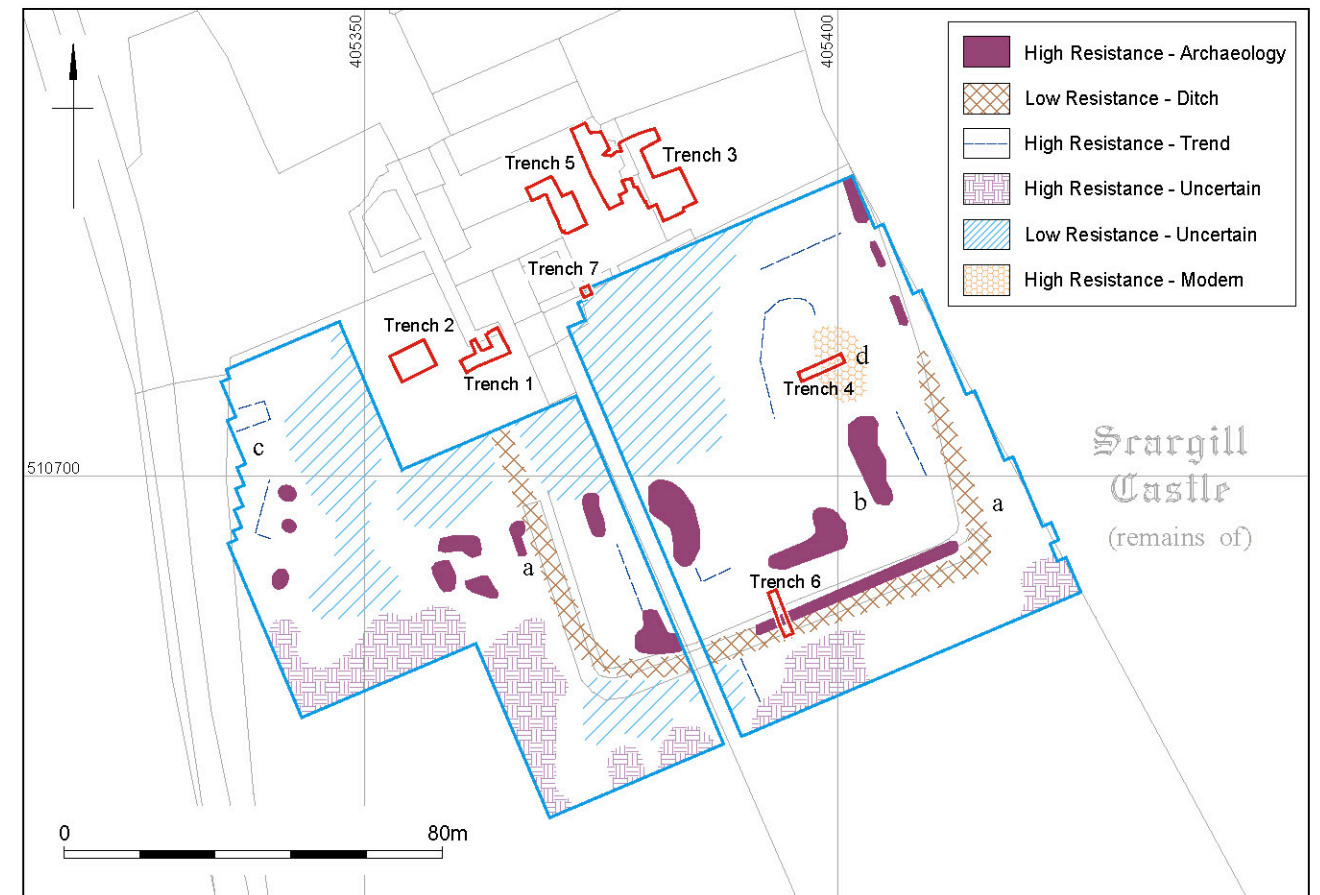 405350
405400
High Resistance - Archaeology
Low Resistance - Ditch
High Resistance - Trend
High Resistance - Uncertain
Low Resistance - Uncertain
High Resistance - Modern
Trench 5
Trench 3
Trench 7
Trench 2
Trench 1
d
Trench 4
c
510700
Scargill
Castle
(remains of)
b
a
a
Trench 6
0
80m